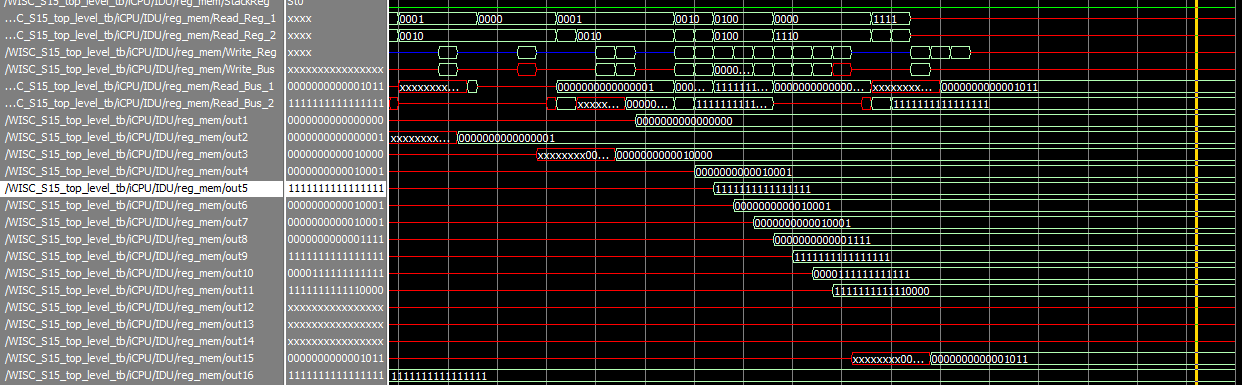 /WISC_S15_top_level_tb/iCPU/IDU/reg_mem/StackReg St0
...C_S15_top_level_tb/iCPU/IDU/reg_mem/Read_Reg_1 xxxx 0001 0000 0001 0010 0100 0000 1111
...C_S15_top_level_tb/iCPU/IDU/reg_mem/Read_Reg_2 xxxx 0010 0010 0100 1110
/WISC_S15_top_level_tb/iCPU/IDU/reg_mem/Write_Reg xxxx
/WISC_S15_top_level_tb/iCPU/IDU/reg_mem/Write_Bus xxxxxxxxxxxxxxxx 0000...
...C_S15_top_level_tb/iCPU/IDU/reg_mem/Read_Bus_1 0000000000001011 xxxxxxxx... 0000000000000001 000... 1111111... 0000000000000... xxxxxxxx... 0000000000001011
...C_S15_top_level_tb/iCPU/IDU/reg_mem/Read_Bus_2 1111111111111111 xxxxx... 00000... 1111111111... 1111111111111111
/WISC_S15_top_level_tb/iCPU/IDU/reg_mem/out1 0000000000000000 0000000000000000
/WISC_S15_top_level_tb/iCPU/IDU/reg_mem/out2 0000000000000001 xxxxxxxx... 0000000000000001
/WISC_S15_top_level_tb/iCPU/IDU/reg_mem/out3 0000000000010000 xxxxxxxx00... 0000000000010000
/WISC_S15_top_level_tb/iCPU/IDU/reg_mem/out4 0000000000010001 0000000000010001
/WISC_S15_top_level_tb/iCPU/IDU/reg_mem/out5 1111111111111111 1111111111111111
/WISC_S15_top_level_tb/iCPU/IDU/reg_mem/out6 0000000000010001 0000000000010001
/WISC_S15_top_level_tb/iCPU/IDU/reg_mem/out7 0000000000010001 0000000000010001
/WISC_S15_top_level_tb/iCPU/IDU/reg_mem/out8 0000000000001111 0000000000001111
/WISC_S15_top_level_tb/iCPU/IDU/reg_mem/out9 1111111111111111 1111111111111111
/WISC_S15_top_level_tb/iCPU/IDU/reg_mem/out10 0000111111111111 0000111111111111
/WISC_S15_top_level_tb/iCPU/IDU/reg_mem/out11 1111111111110000 1111111111110000
/WISC_S15_top_level_tb/iCPU/IDU/reg_mem/out12 xxxxxxxxxxxxxxxx
/WISC_S15_top_level_tb/iCPU/IDU/reg_mem/out13 xxxxxxxxxxxxxxxx
/WISC_S15_top_level_tb/iCPU/IDU/reg_mem/out14 xxxxxxxxxxxxxxxx
/WISC_S15_top_level_tb/iCPU/IDU/reg_mem/out15 0000000000001011 xxxxxxxx00... 0000000000001011
/WISC_S15_top_level_tb/iCPU/IDU/reg_mem/out16 1111111111111111 1111111111111111